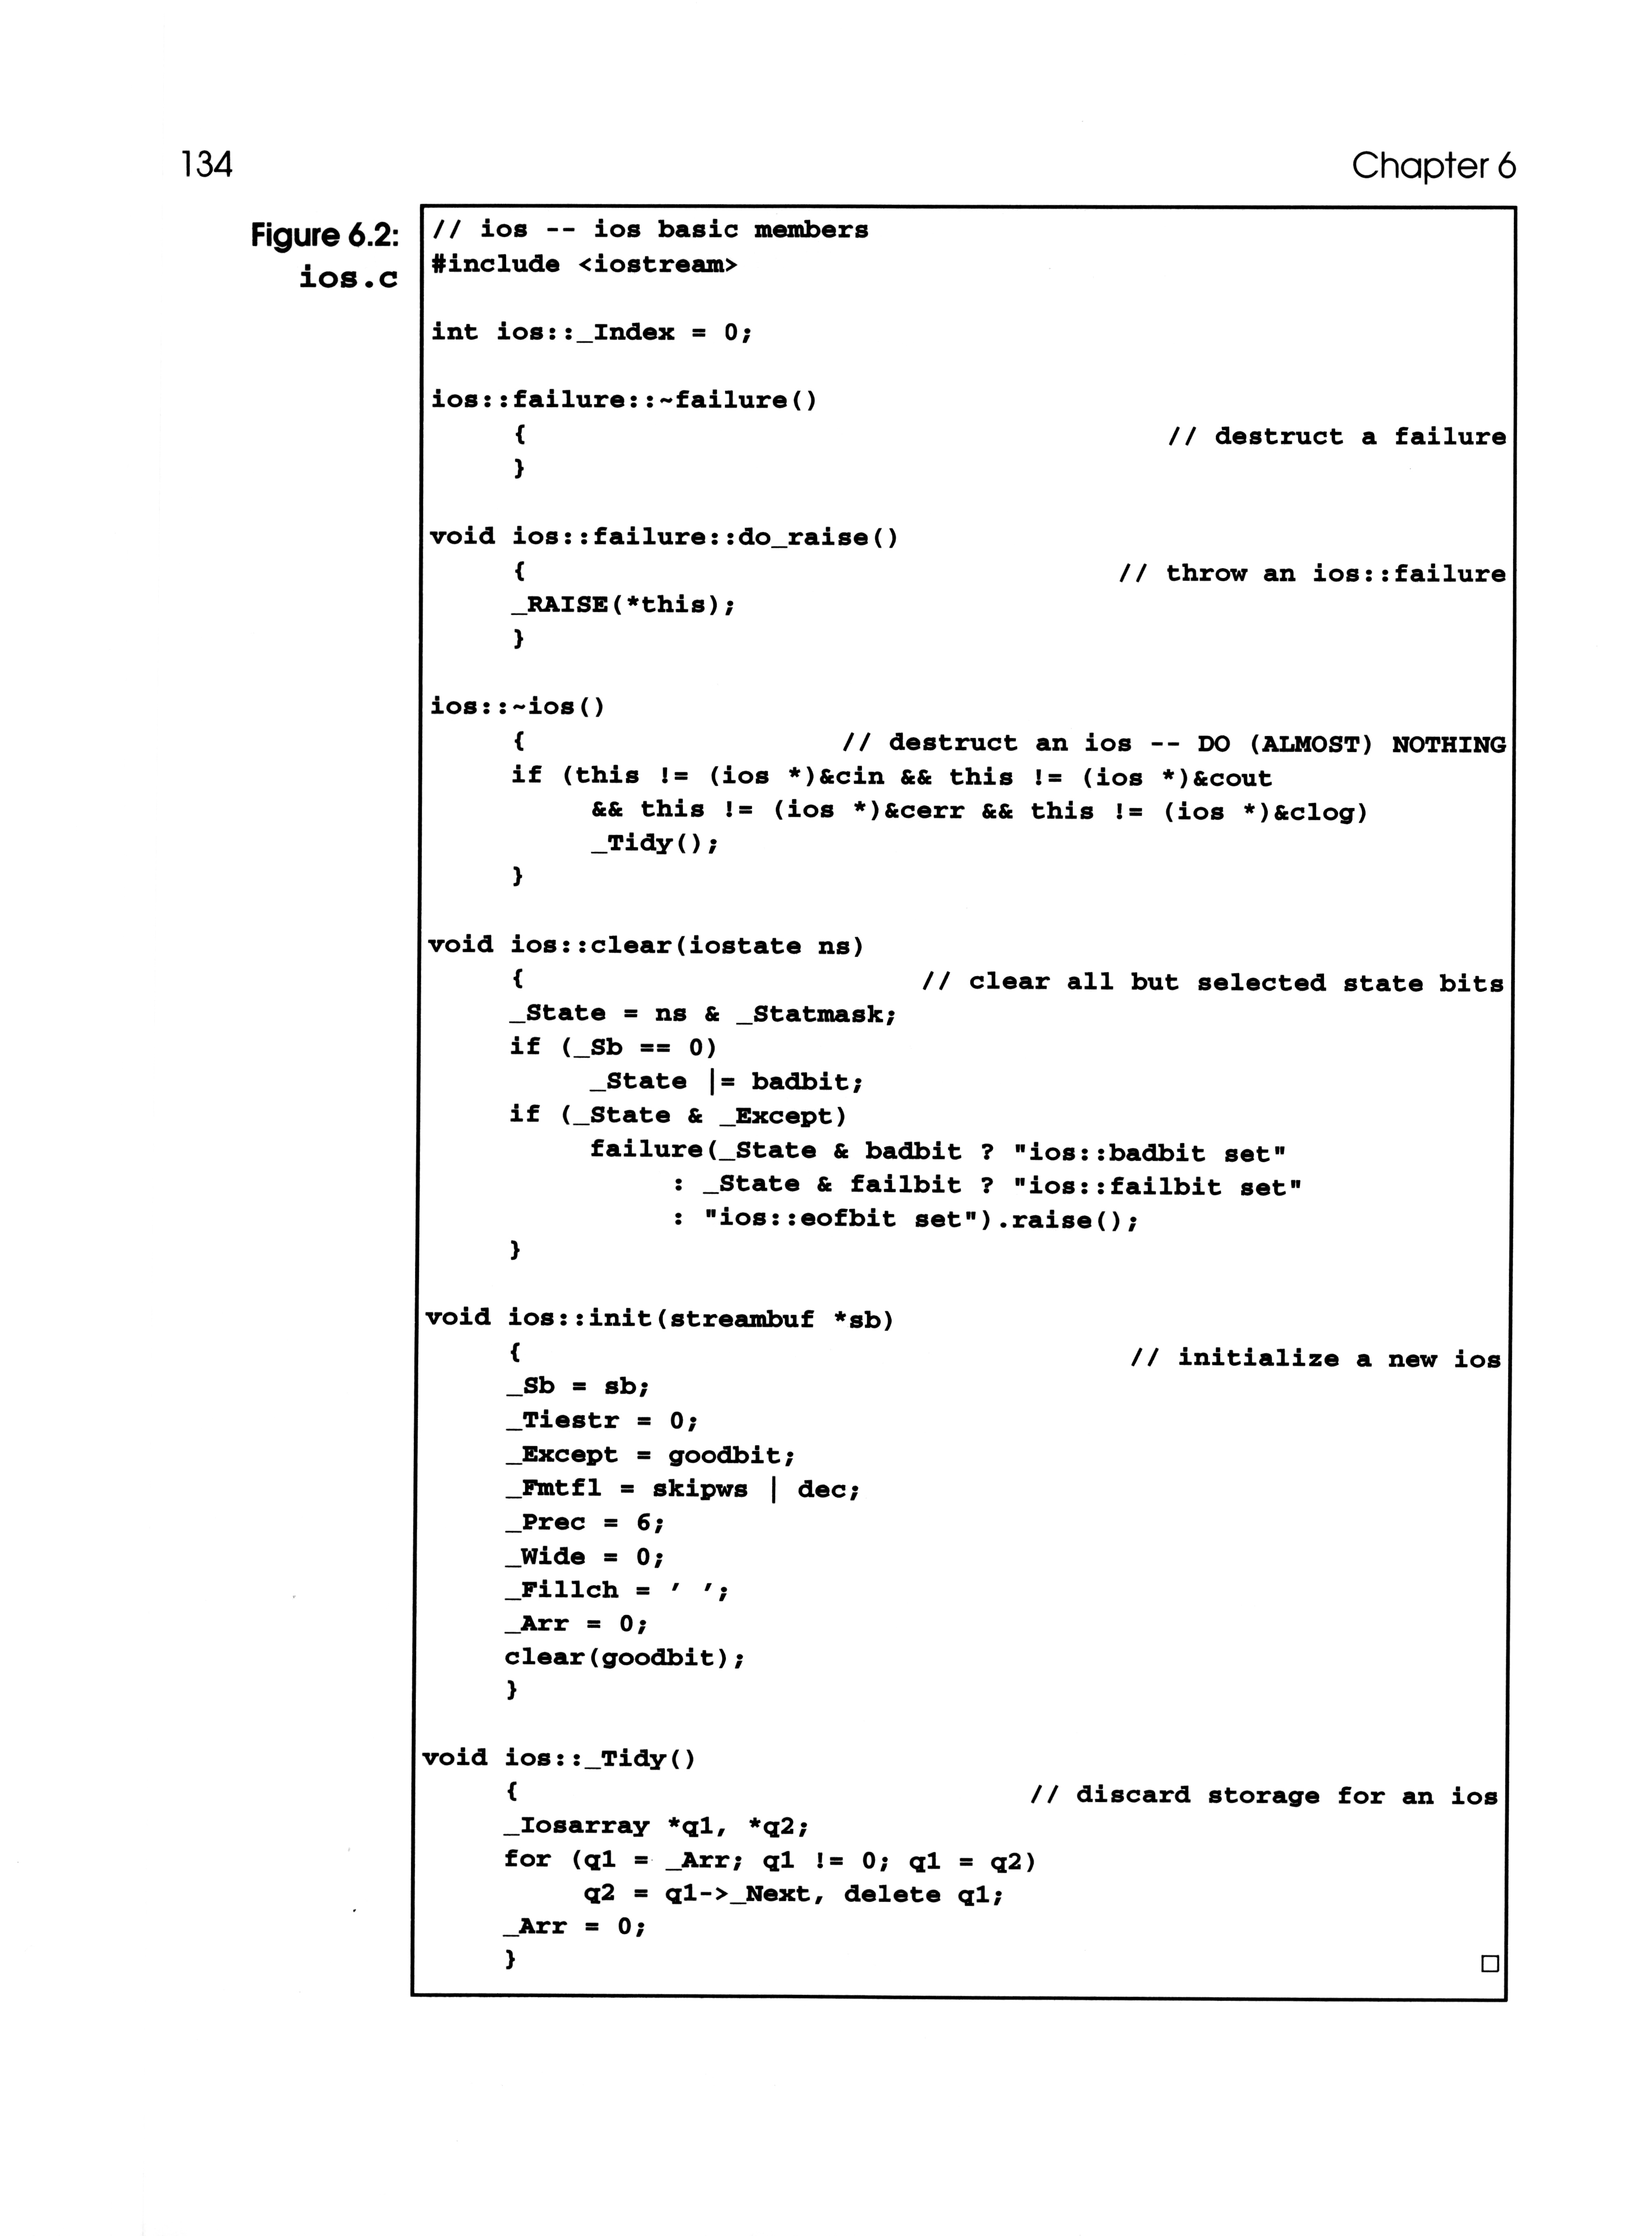 134
Chapter 6
Figure 6.2:
ios.c
// ios -- ios basic members
#include <iostream>
int ios::_Index = 0;
ios::failure::~failure()
{ // destruct a failure
}
void ios::failure::do_raise()
{ // throw an ios::failure
_RAISE(*this);
}
ios::~ios()
{ // destruct an ios -- DO (ALMOST) NOTHING
if (this != (ios *)&cin && this != (ios *)&cout
&& this != (ios *)&cerr && this != (ios *)&clog)
_Tidy();
}
void ios::clear(iostate ns)
{ // clear all but selected state bits
_State = ns & _Statmask;
if (_Sb == 0)
_State |= badbit;
if (_State & _Except)
failure(_State & badbit ? "ios::badbit set"
: _State & failbit ? "ios::failbit set"
: "ios::eofbit set").raise();
}
void ios::init(streambuf *sb)
{ // initialize a new ios
_Sb = sb;
_Tiestr = 0;
_Except = goodbit;
_Fmtfl = skipws | dec;
_Prec = 6;
_Wide = 0;
_Fillch = ' ';
_Arr = 0;
clear(goodbit);
}
void ios::_Tidy()
{ // discard storage for an ios
_Iosarray *q1, *q2;
for (q1 = _Arr; q1 != 0; q1 = q2)
q2 = q1->_Next, delete q1;
_Arr = 0;
} □